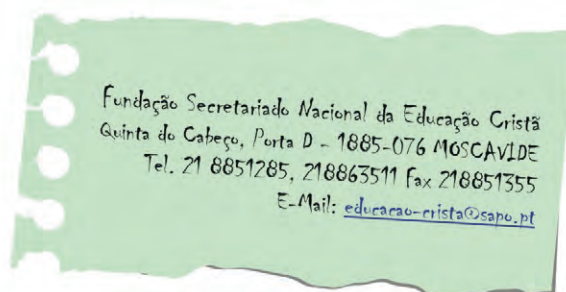 Fundação Secretariado Nacional da Educação Cristã
Quinta do Cabeço, Porta D - 1885-076 MOSCAVIDE
Tel. 21 8851285, 218863511 Fax 218851355
E-Mail: educacao-crista@sapo.pt